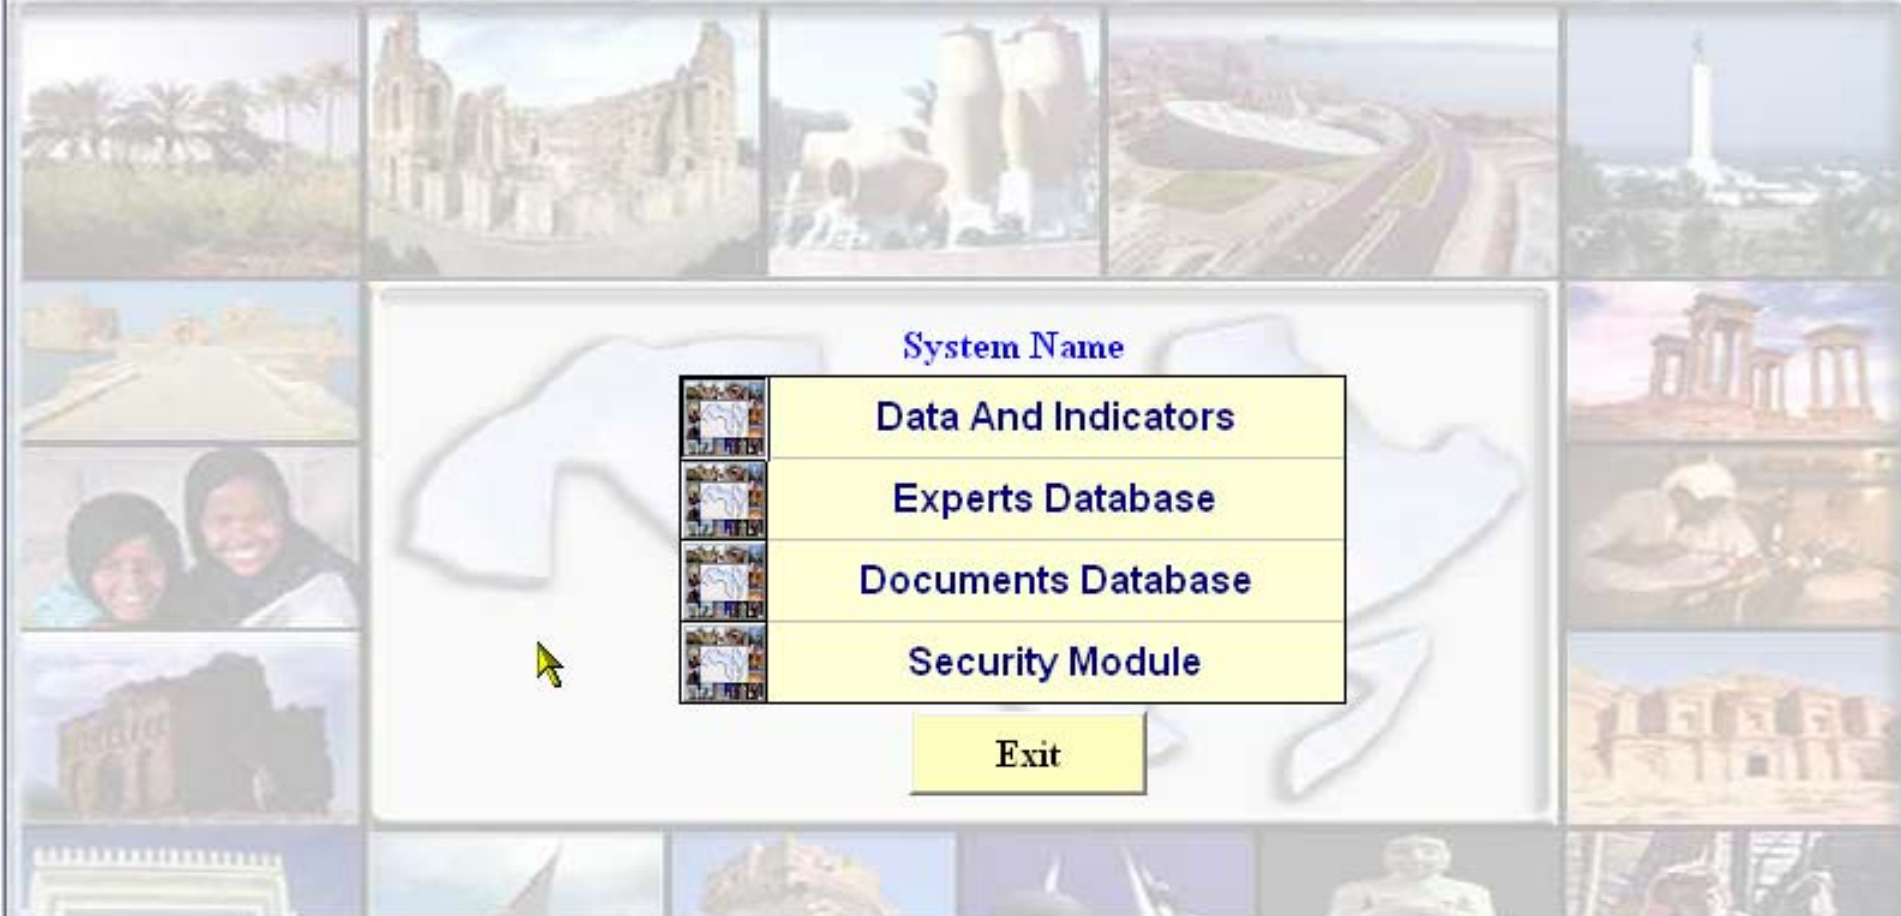 System Name
Data And Indicators
Experts Database
Documents Database
Security Module
Exit